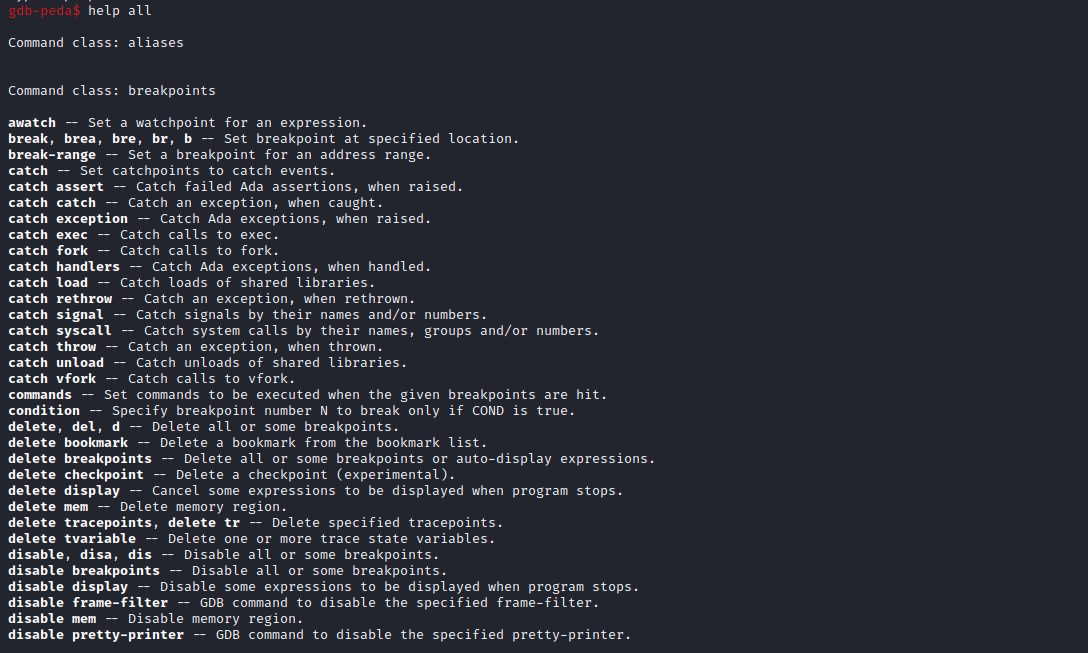 gdb-peda$ help all
Command class: aliases
Command class: breakpoints
awatch -- Set a watchpoint for an expression.
break, brea, bre, br, b -- Set breakpoint at specified location.
break-range -- Set a breakpoint for an address range.
catch -- Set catchpoints to catch events.
catch assert -- Catch failed Ada assertions, when raised.
catch catch -- Catch an exception, when caught.
catch exception -- Catch Ada exceptions, when raised.
catch exec -- Catch calls to exec.
catch fork -- Catch calls to fork.
catch handlers -- Catch Ada exceptions, when handled.
catch load -- Catch loads of shared libraries.
catch rethrow -- Catch an exception, when rethrown.
catch signal -- Catch signals by their names and/or numbers.
catch syscall -- Catch system calls by their names, groups and/or numbers.
catch throw -- Catch an exception, when thrown.
catch unload -- Catch unloads of shared libraries.
catch vfork -- Catch calls to vfork.
commands -- Set commands to be executed when the given breakpoints are hit.
condition -- Specify breakpoint number N to break only if COND is true.
delete, del, d -- Delete all or some breakpoints.
delete bookmark -- Delete a bookmark from the bookmark list.
delete breakpoints -- Delete all or some breakpoints or auto-display expressions.
delete checkpoint -- Delete a checkpoint (experimental).
delete display -- Cancel some expressions to be displayed when program stops.
delete mem -- Delete memory region.
delete tracepoints, delete tr -- Delete specified tracepoints.
delete tvariable -- Delete one or more trace state variables.
disable, disa, dis -- Disable all or some breakpoints.
disable breakpoints -- Disable all or some breakpoints.
disable display -- Disable some expressions to be displayed when program stops.
disable frame-filter -- GDB command to disable the specified frame-filter.
disable mem -- Disable memory region.
disable pretty-printer -- GDB command to disable the specified pretty-printer.